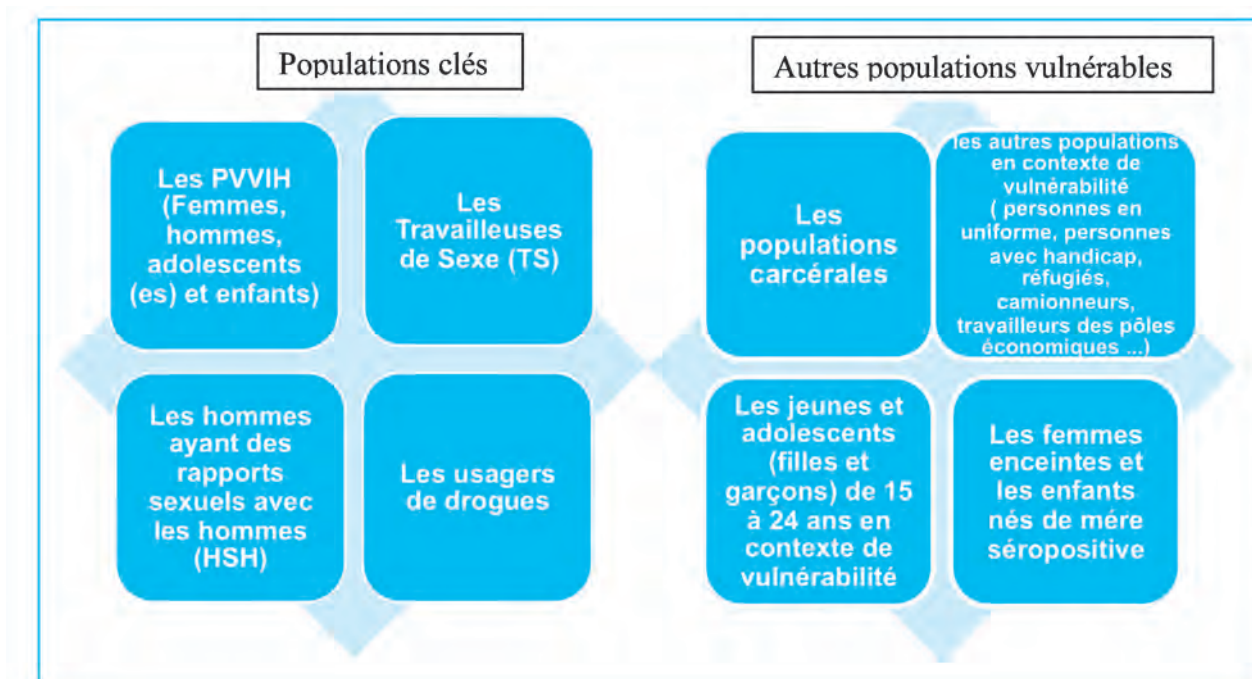 Populations clés
Les PVVIH
(Femmes,
hommes,
adolescents
(es) et enfants)
Les
Travailleuses
de Sexe (TS)
Les hommes
ayant des
rapports
sexuels avec
les hommes
(HSH)
Les usagers
de drogues
Autres populations vulnérables
Les
populations
carcérales
les autres populations
en contexte de
vulnérabilité
( personnes en
uniforme, personnes
avec handicap,
réfugiés,
camionneurs,
travailleurs des pôles
économiques ...)
Les jeunes et
adolescents
(filles et
garçons) de 15
à 24 ans en
contexte de
vulnérabilité
Les femmes
enceintes et
les enfants
nés de mére
séropositive